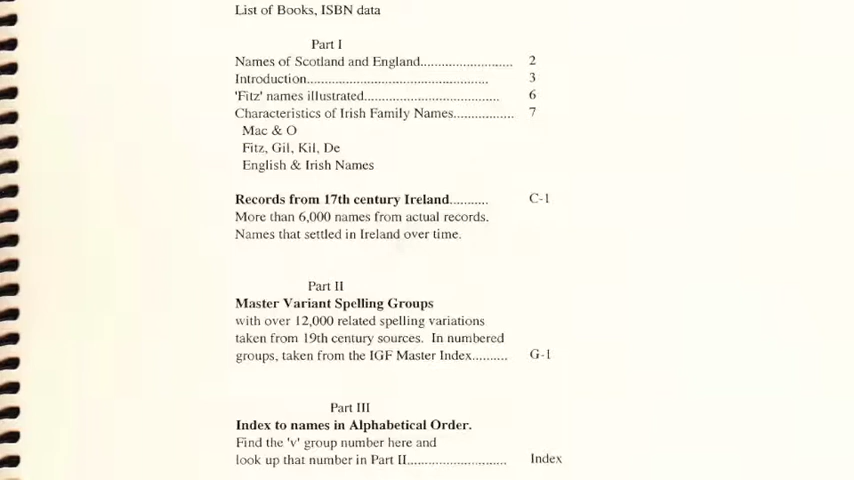 List of Books, ISBN data
Part I
Names of Scotland and England........................ 2
Introduction.............................................. 3
'Fitz' names illustrated.................................. 6
Characteristics of Irish Family Names............... 7
Mac & O
Fitz, Gil, Kil, De
English & Irish Names
Records from 17th century Ireland.......... C-1
More than 6,000 names from actual records.
Names that settled in Ireland over time.
Part II
Master Variant Spelling Groups
with over 12,000 related spelling variations
taken from 19th century sources. In numbered
groups, taken from the IGF Master Index......... G-1
Part III
Index to names in Alphabetical Order.
Find the 'v' group number here and
look up that number in Part II......................... Index